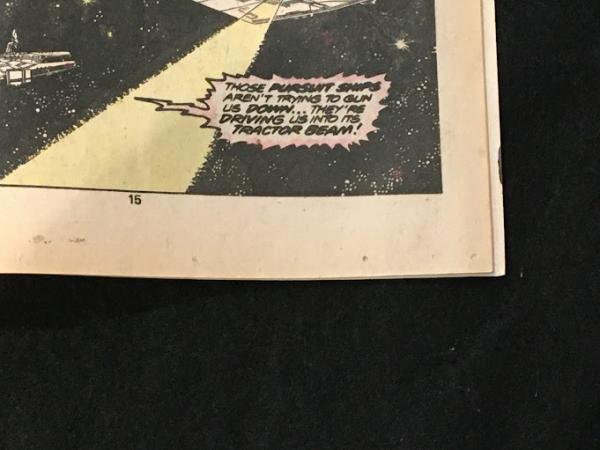 THOSE PURSUIT SHIPS
AREN'T TRYING TO GUN
US DOWN... THEY'RE
DRIVING US INTO ITS
TRACTOR BEAM!
15